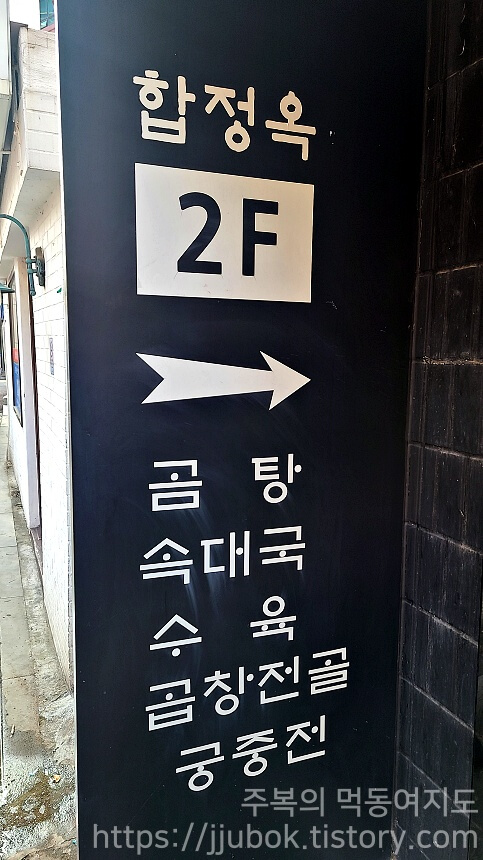 합정옥
2F
곰 탕
속대국
수 육
곱창전골
궁중전
주복의 먹동여지도
https://jjubok.tistory.com